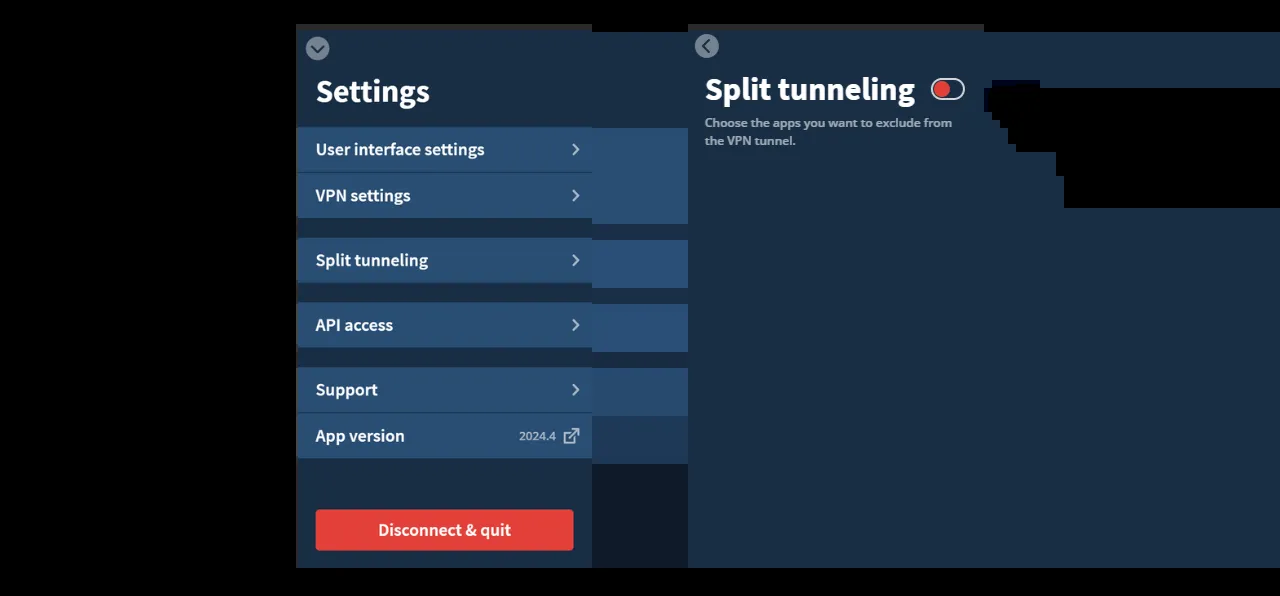 Settings
User interface settings
VPN settings
Split tunneling
API access
Support
App version 2024.4
Disconnect & quit
Split tunneling
Choose the apps you want to exclude from
the VPN tunnel.